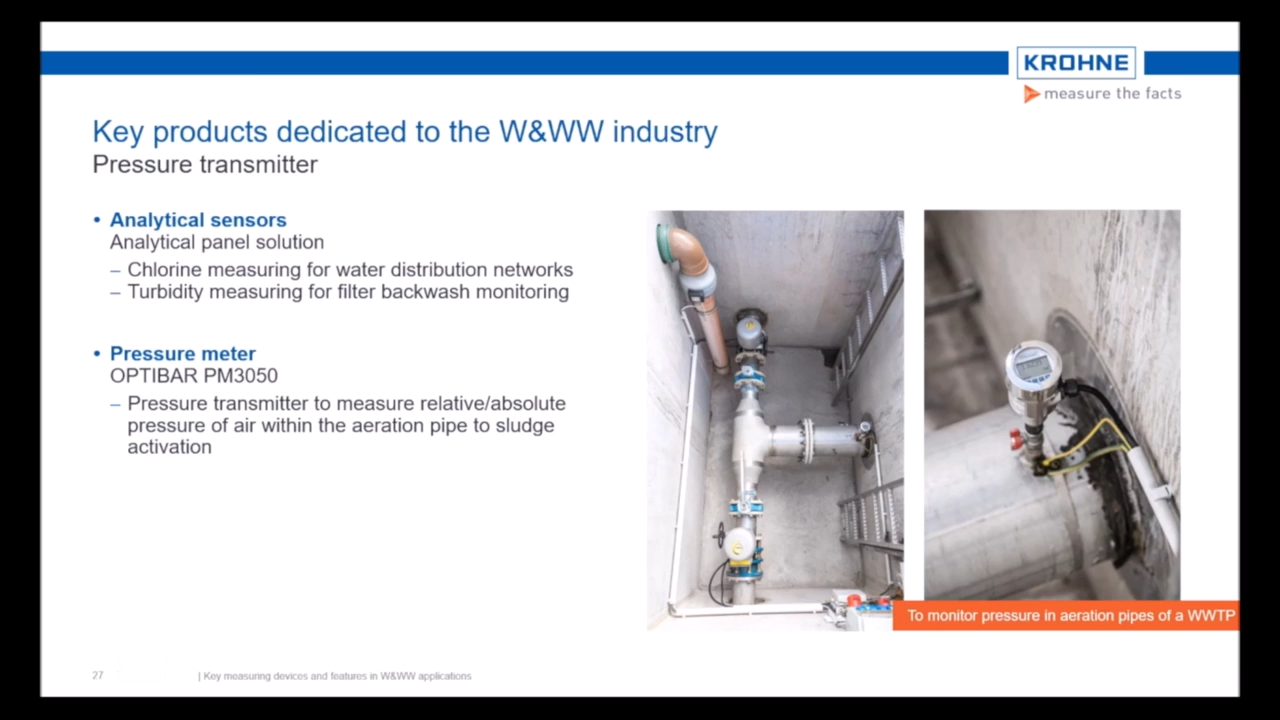 KROHNE
measure the facts
Key products dedicated to the W&WW industry
Pressure transmitter
• Analytical sensors
Analytical panel solution
– Chlorine measuring for water distribution networks
– Turbidity measuring for filter backwash monitoring
• Pressure meter
OPTIBAR PM3050
– Pressure transmitter to measure relative/absolute
pressure of air within the aeration pipe to sludge
activation
To monitor pressure in aeration pipes of a WWTP
27
| Key measuring devices and features in W&WW applications